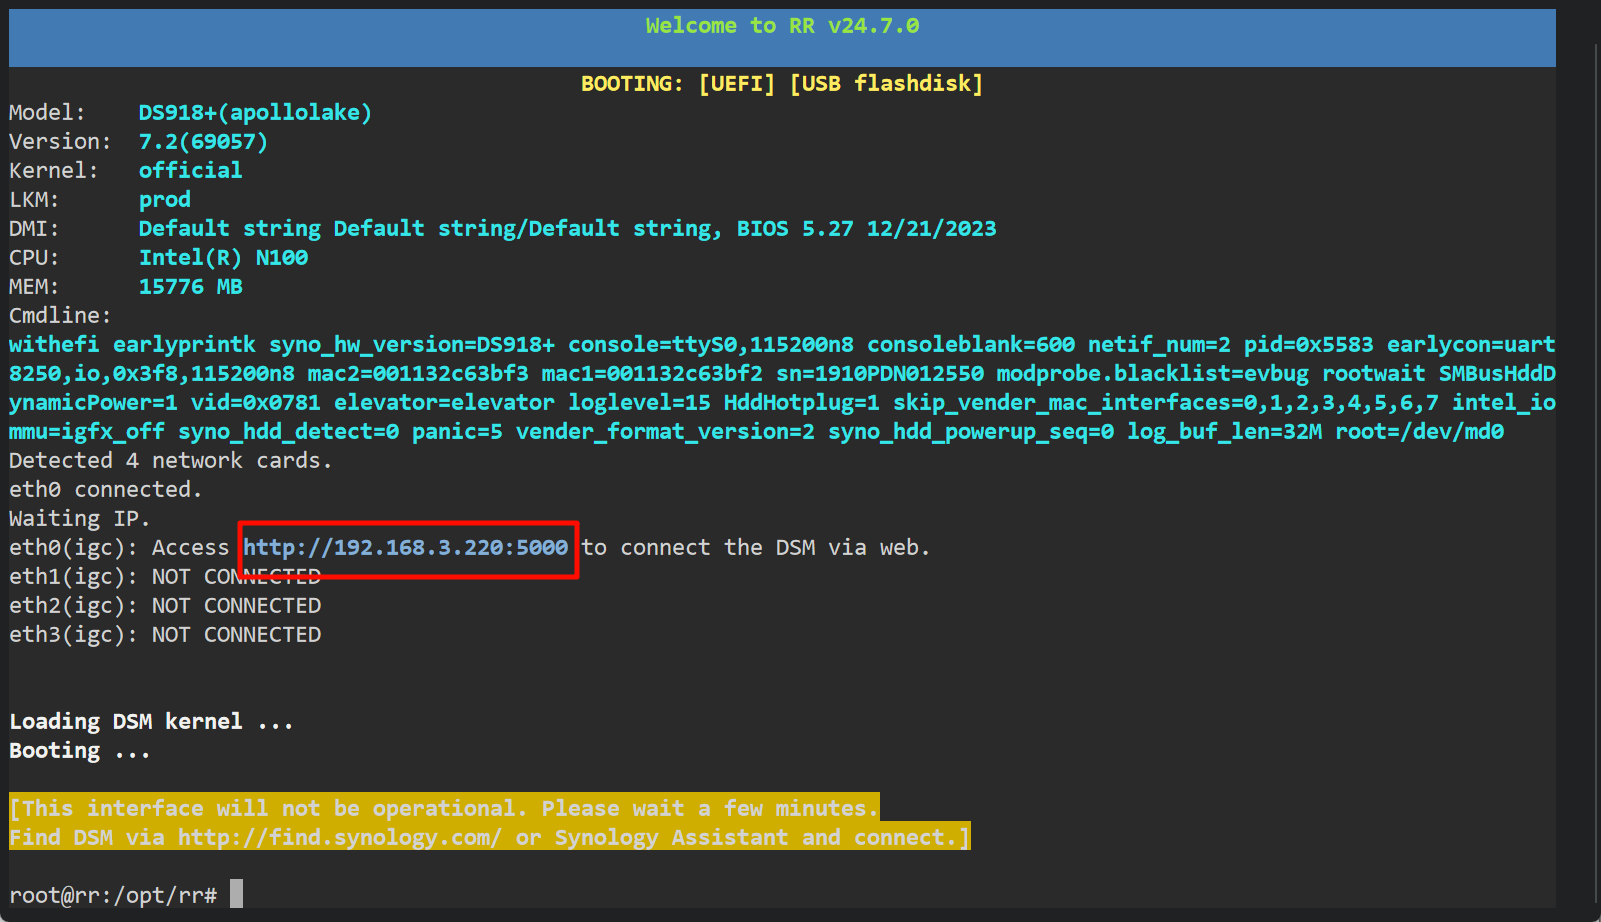 Welcome to RR v24.7.0
BOOTING: [UEFI] [USB flashdisk]
Model: DS918+(apollolake)
Version: 7.2(69057)
Kernel: official
LKM: prod
DMI: Default string Default string/Default string, BIOS 5.27 12/21/2023
CPU: Intel(R) N100
MEM: 15776 MB
Cmdline:
withefi earlyprintk syno_hw_version=DS918+ console=ttyS0,115200n8 consoleblank=600 netif_num=2 pid=0x5583 earlycon=uart
8250,io,0x3f8,115200n8 mac2=001132c63bf3 mac1=001132c63bf2 sn=1910PDN012550 modprobe.blacklist=evbug rootwait SMBusHddD
ynamicPower=1 vid=0x0781 elevator=elevator loglevel=15 HddHotplug=1 skip_vender_mac_interfaces=0,1,2,3,4,5,6,7 intel_io
mmu=igfx_off syno_hdd_detect=0 panic=5 vender_format_version=2 syno_hdd_powerup_seq=0 log_buf_len=32M root=/dev/md0
Detected 4 network cards.
eth0 connected.
Waiting IP.
eth0(igc): Access http://192.168.3.220:5000 to connect the DSM via web.
eth1(igc): NOT CONNECTED
eth2(igc): NOT CONNECTED
eth3(igc): NOT CONNECTED
Loading DSM kernel ...
Booting ...
[This interface will not be operational. Please wait a few minutes.
Find DSM via http://find.synology.com/ or Synology Assistant and connect.]
root@rr:/opt/rr#